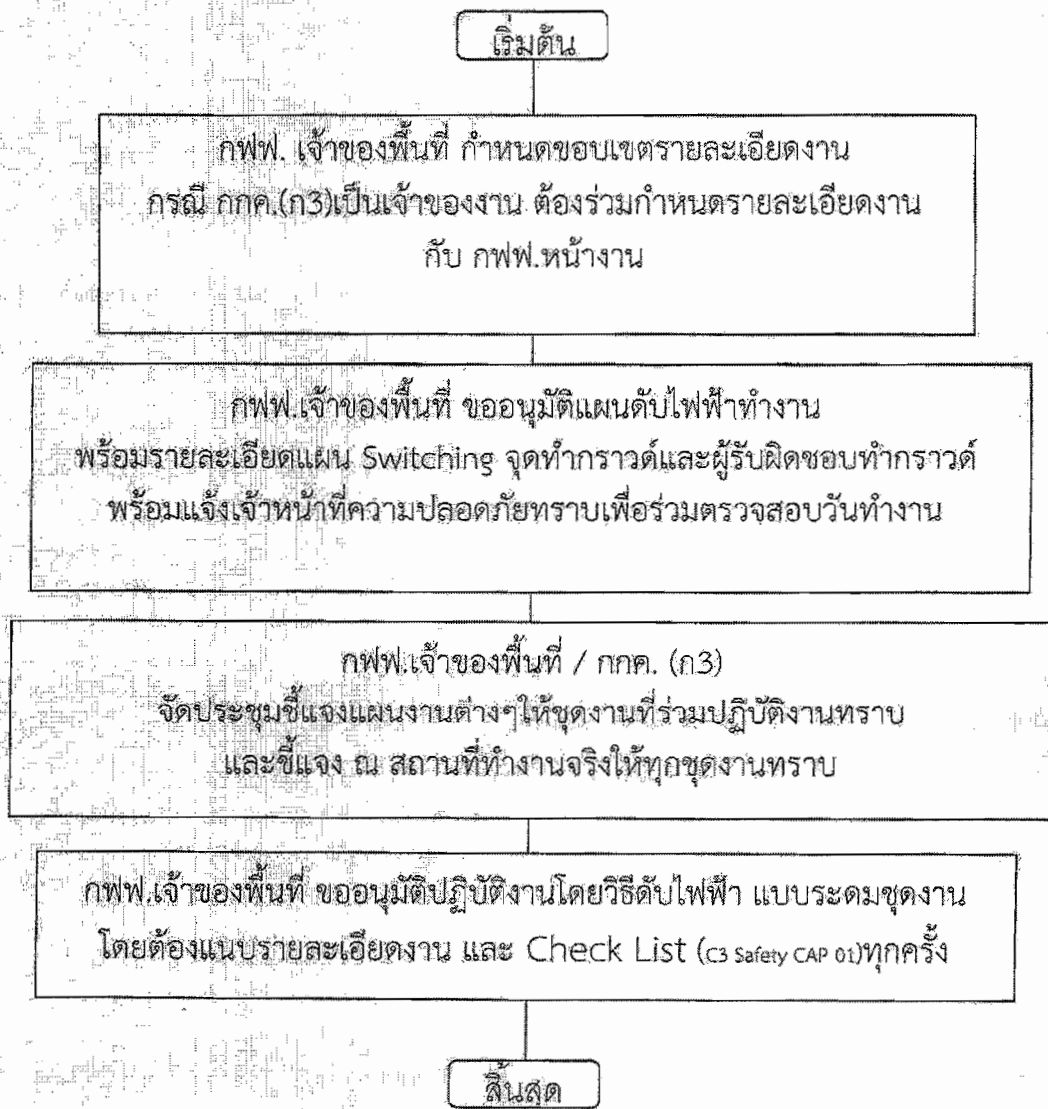 เริ่มต้น
กฟฟ. เจ้าของพื้นที่ กำหนดขอบเขตรายละเอียดงาน
กรณี กกค.(ก3)เป็นเจ้าของงาน ต้องร่วมกำหนดรายละเอียดงาน
กับ กฟฟ.หน้างาน
กฟฟ.เจ้าของพื้นที่ ขออนุมัติแผนดับไฟฟ้าทำงาน
พร้อมรายละเอียดแผน Switching จุดทำกราวด์และผู้รับผิดชอบทำกราวด์
พร้อมแจ้งเจ้าหน้าที่ความปลอดภัยทราบเพื่อร่วมตรวจสอบวันทำงาน
กฟฟ.เจ้าของพื้นที่ / กกค. (ก3)
จัดประชุมชี้แจงแผนงานต่างๆให้ชุดงานที่ร่วมปฏิบัติงานทราบ
และชี้แจง ณ สถานที่ทำงานจริงให้ทุกชุดงานทราบ
กฟฟ.เจ้าของพื้นที่ ขออนุมัติปฏิบัติงานโดยวิธีดับไฟฟ้า แบบระดมชุดงาน
โดยต้องแนบรายละเอียดงาน และ Check List (C3 Safety CAP 01)ทุกครั้ง
สิ้นสุด